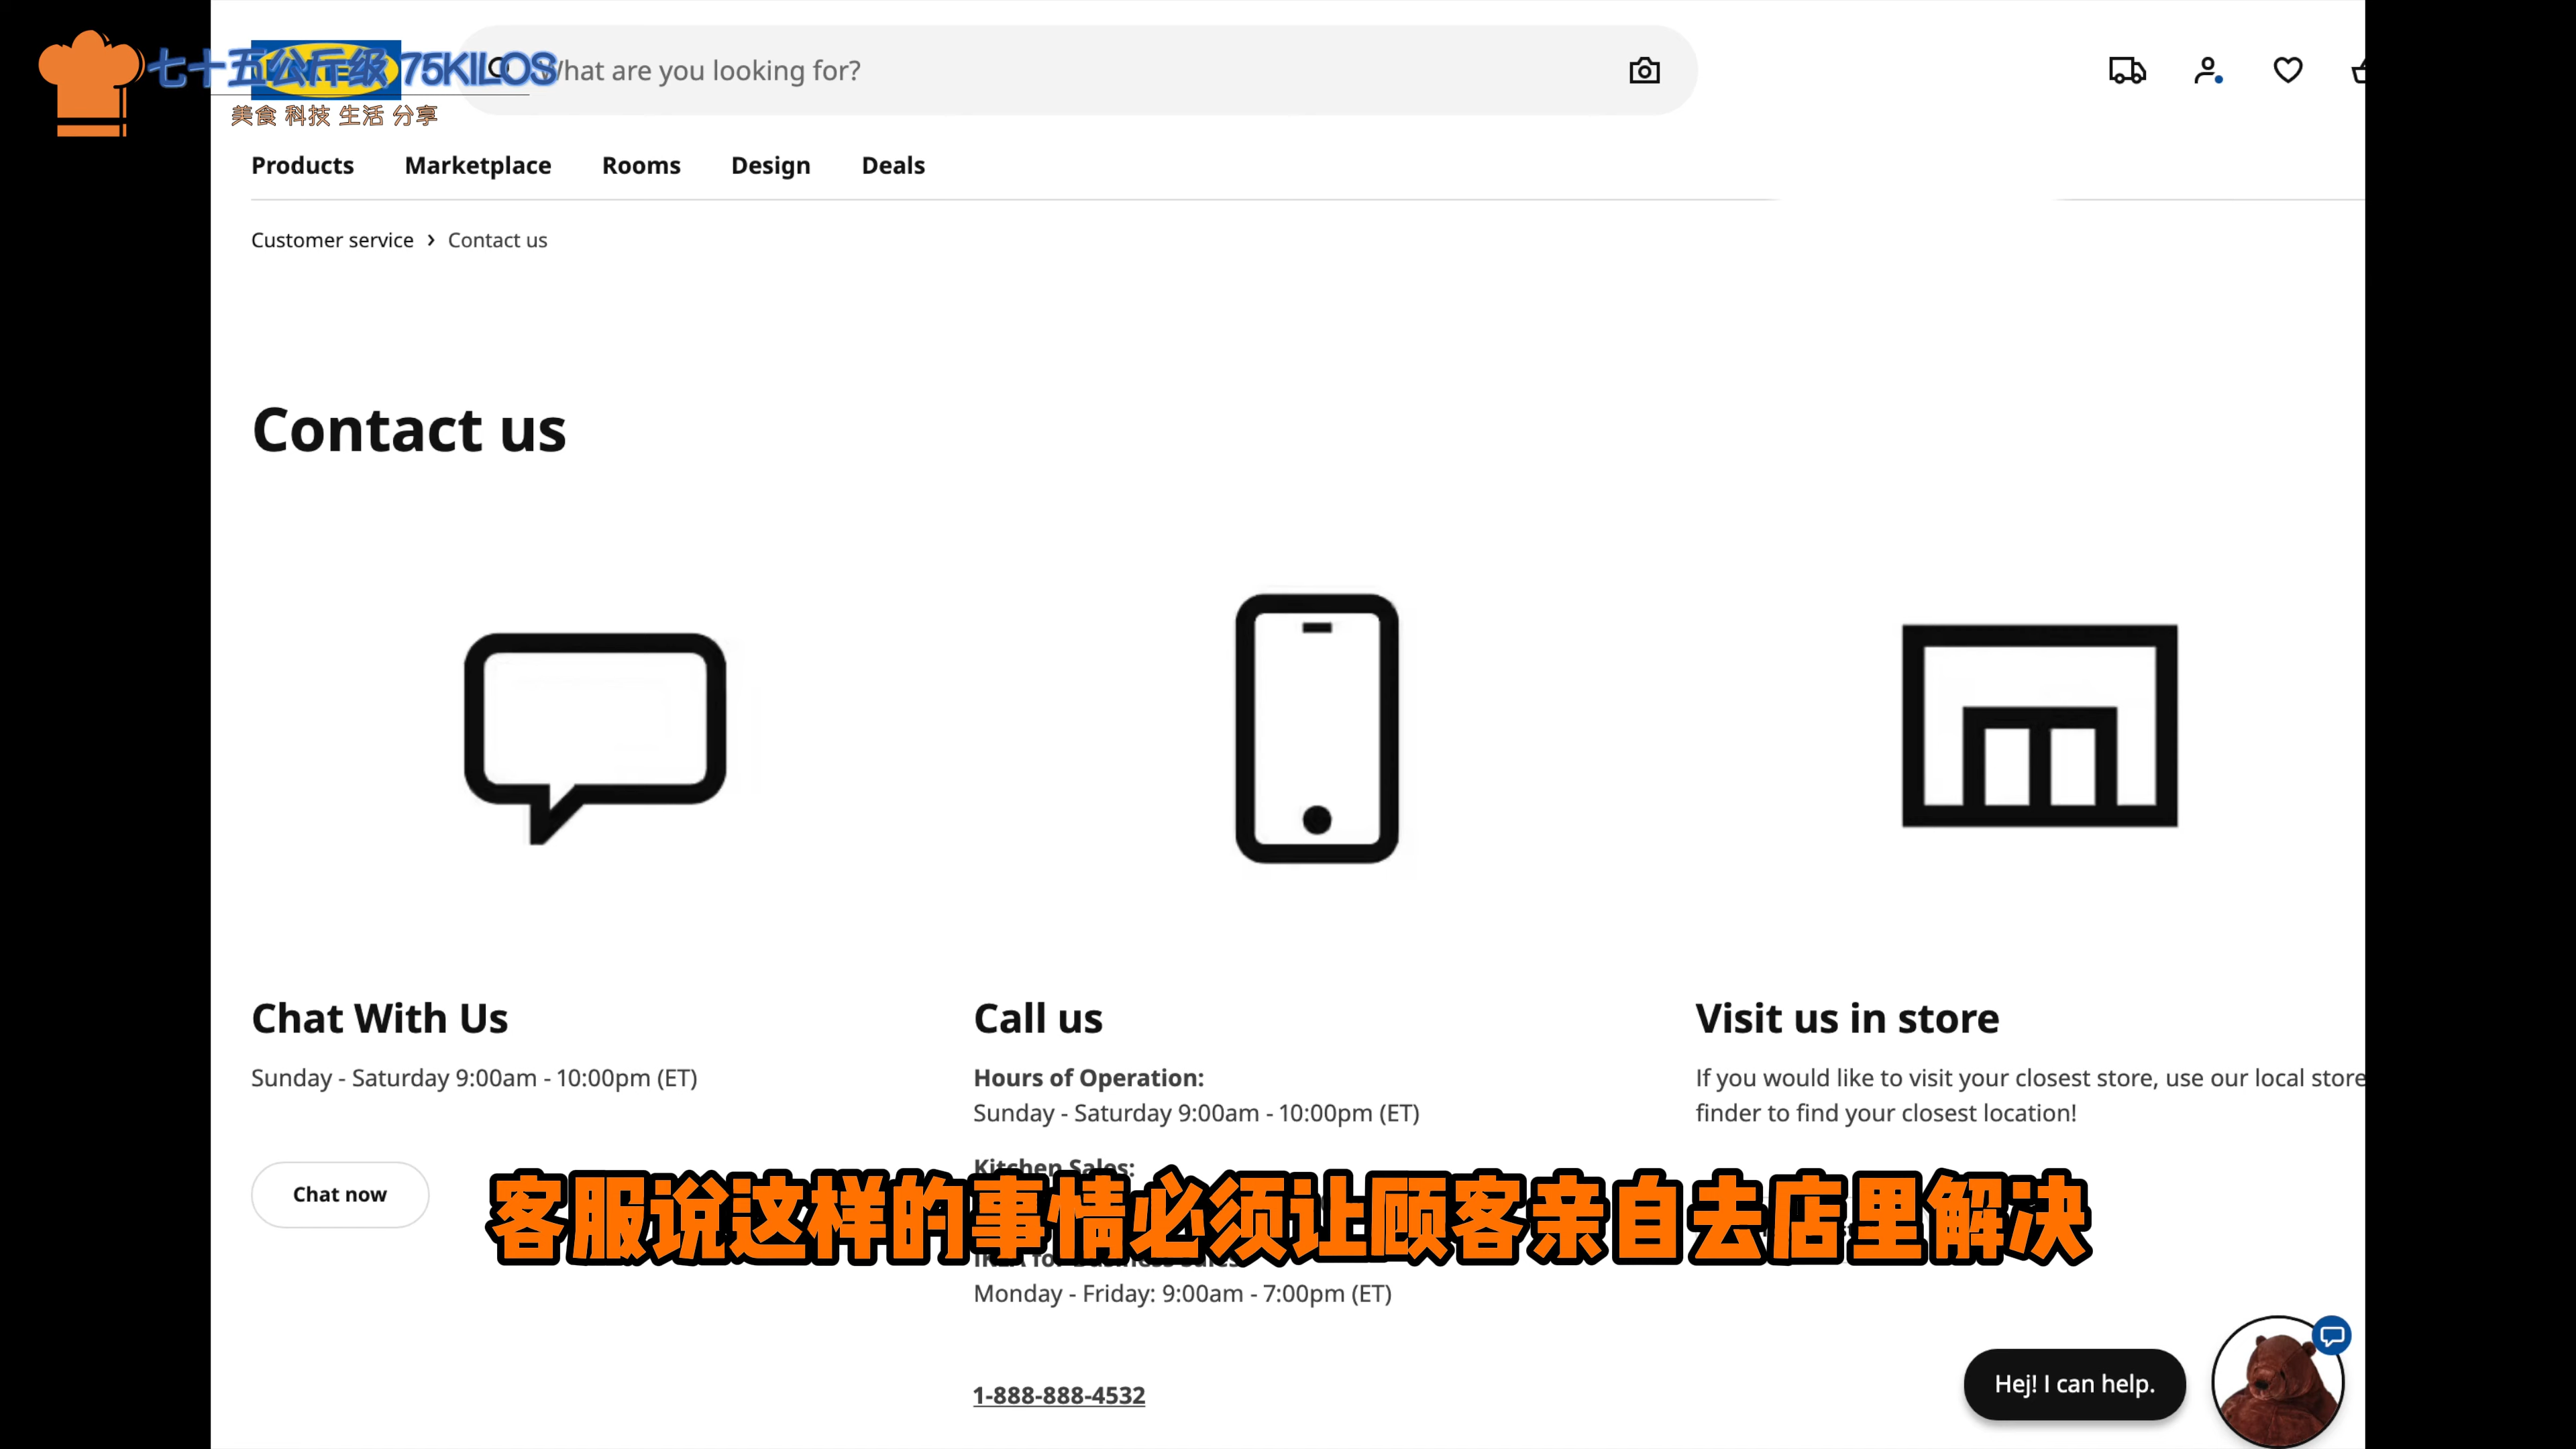 七十五公斤级 75KILOS
美食 科技 生活 分享
What are you looking for?
Products Marketplace Rooms Design Deals
Customer service › Contact us
Contact us
Chat With Us
Sunday - Saturday 9:00am - 10:00pm (ET)
Chat now
Call us
Hours of Operation:
Sunday - Saturday 9:00am - 10:00pm (ET)
Kitchen Sales:
IKEA for Business Sales
Monday - Friday: 9:00am - 7:00pm (ET)
1-888-888-4532
Visit us in store
If you would like to visit your closest store, use our local store
finder to find your closest location!
客服说这样的事情必须让顾客亲自去店里解决
Hej! I can help.